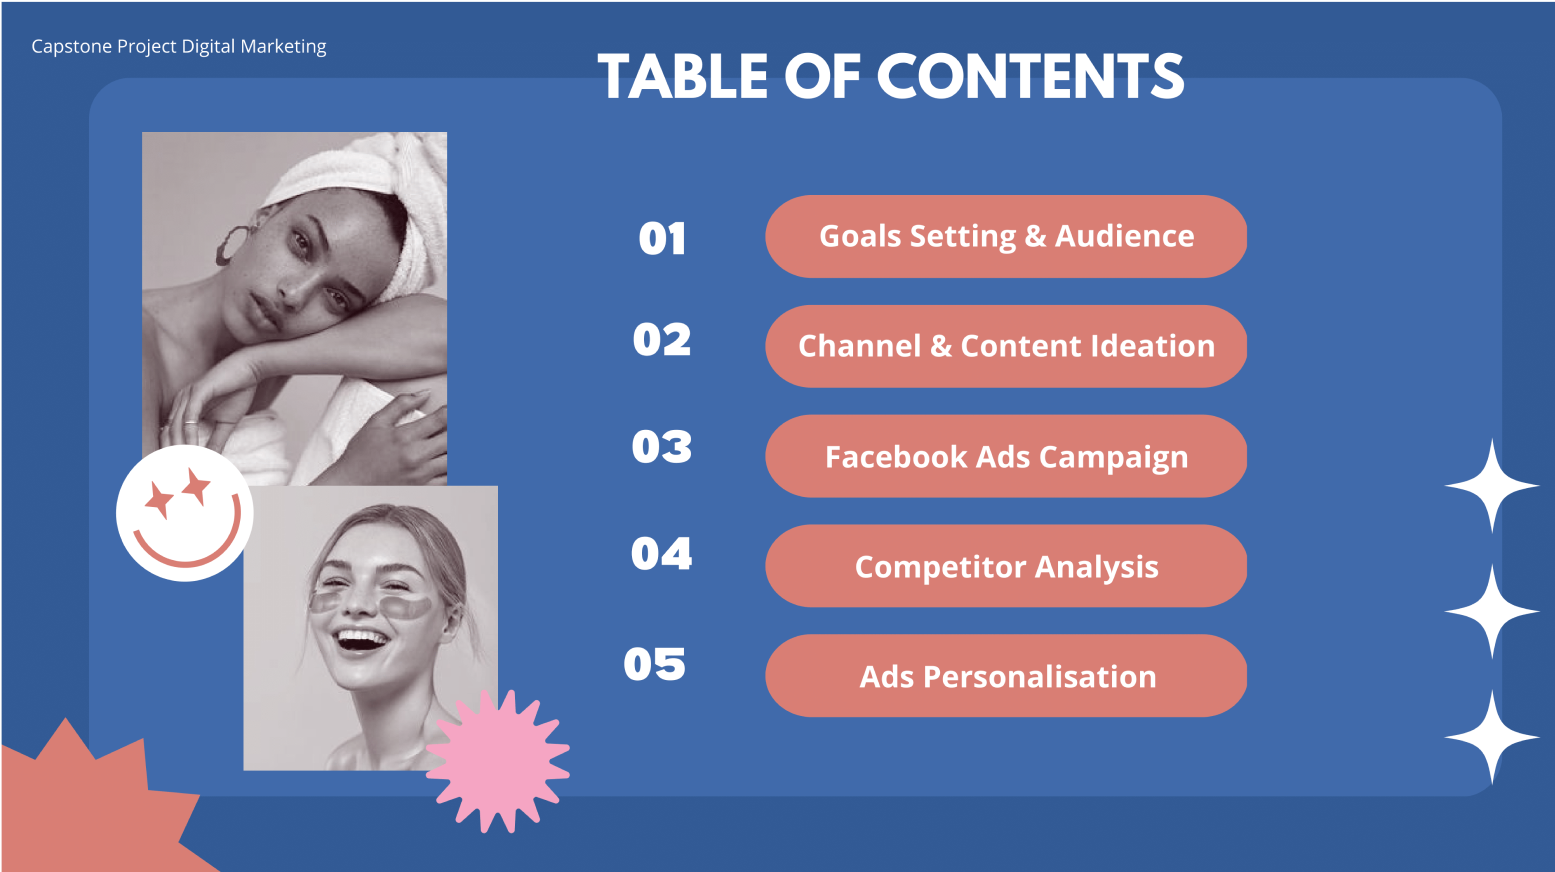 Capstone Project Digital Marketing
TABLE OF CONTENTS
01
Goals Setting & Audience
02
Channel & Content Ideation
03
Facebook Ads Campaign
04
Competitor Analysis
05
Ads Personalisation